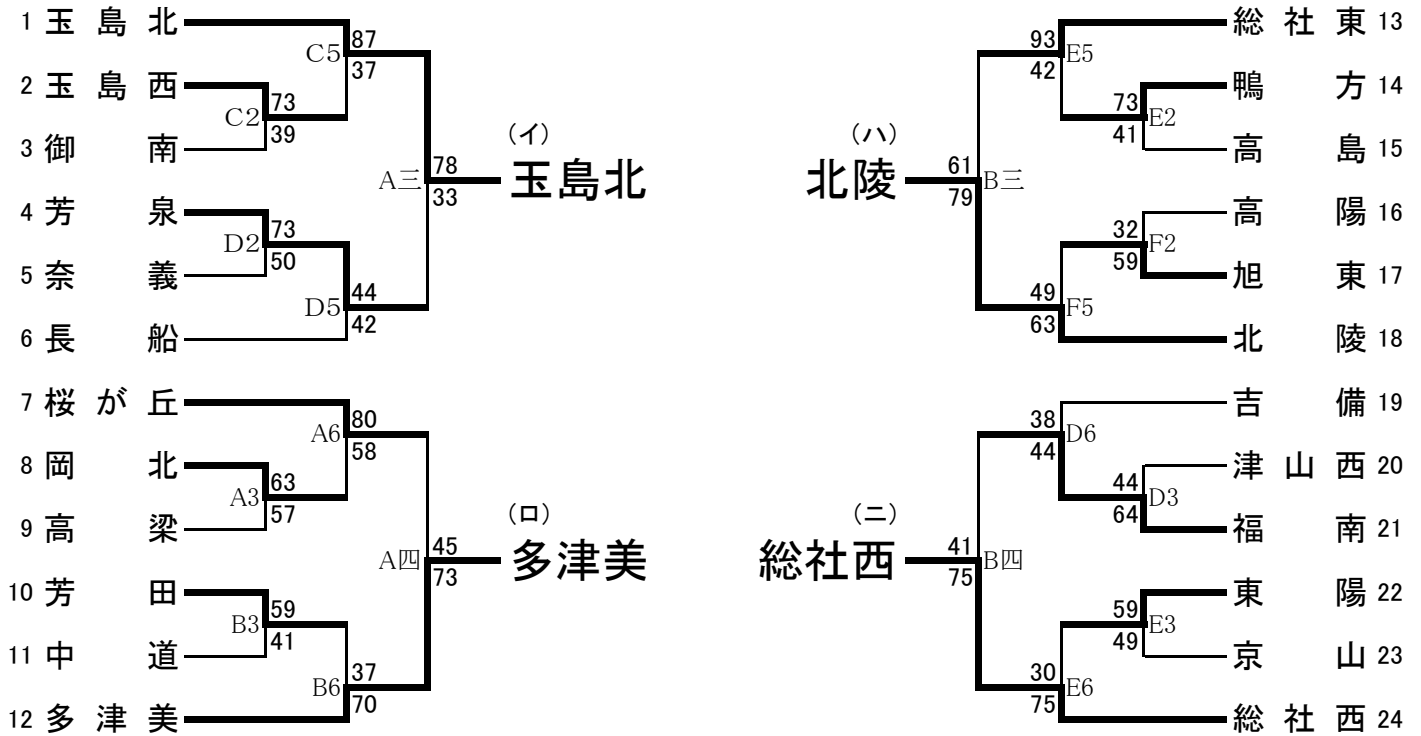 1 玉島北
C5 87
37
2 玉島西
C2 73
39
3 御南
(イ)
玉島北
A三 78
33
4 芳泉
D2 73
50
5 奈義
D5 44
42
6 長船
7 桜が丘
A6 80
58
8 岡北
A3 63
57
9 高梁
(ロ)
多津美
A四 45
73
10 芳田
B3 59
41
11 中道
B6 37
70
12 多津美
総社東 13
93 E5
42
鴨方 14
73 E2
41
高島 15
(ハ)
北陵
61 B三
79
高陽 16
32 F2
59
旭東 17
49 F5
63
北陵 18
吉備 19
38 D6
44
津山西 20
44 D3
64
福南 21
(ニ)
総社西
41 B四
75
東陽 22
59 E3
49
京山 23
30 E6
75
総社西 24